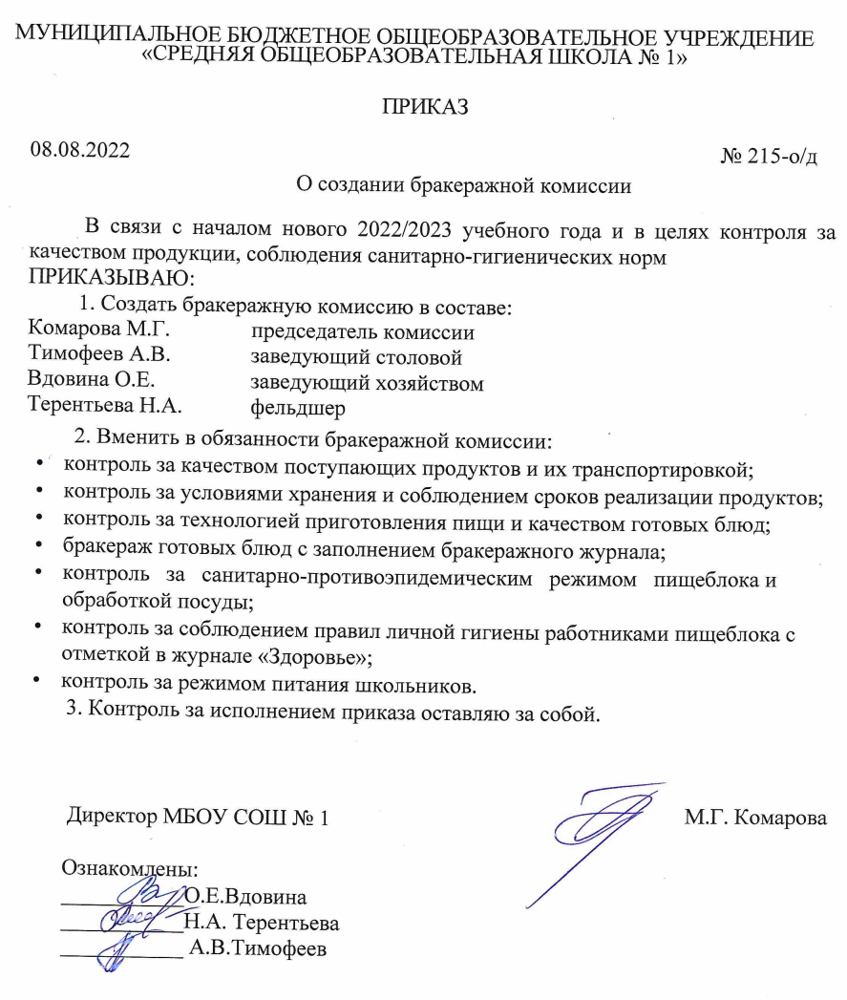 МУНИЦИПАЛЬНОЕ БЮДЖЕТНОЕ ОБЩЕОБРАЗОВАТЕЛЬНОЕ УЧРЕЖДЕНИЕ
«СРЕДНЯЯ ОБЩЕОБРАЗОВАТЕЛЬНАЯ ШКОЛА № 1»
ПРИКАЗ
08.08.2022 № 215-о/д
О создании бракеражной комиссии
В связи с началом нового 2022/2023 учебного года и в целях контроля за
качеством продукции, соблюдения санитарно-гигиенических норм
ПРИКАЗЫВАЮ:
1. Создать бракеражную комиссию в составе:
Комарова М.Г. председатель комиссии
Тимофеев А.В. заведующий столовой
Вдовина О.Е. заведующий хозяйством
Терентьева Н.А. фельдшер
2. Вменить в обязанности бракеражной комиссии:
• контроль за качеством поступающих продуктов и их транспортировкой;
• контроль за условиями хранения и соблюдением сроков реализации продуктов;
• контроль за технологией приготовления пищи и качеством готовых блюд;
• бракераж готовых блюд с заполнением бракеражного журнала;
• контроль за санитарно-противоэпидемическим режимом пищеблока и
обработкой посуды;
• контроль за соблюдением правил личной гигиены работниками пищеблока с
отметкой в журнале «Здоровье»;
• контроль за режимом питания школьников.
3. Контроль за исполнением приказа оставляю за собой.
Директор МБОУ СОШ № 1 М.Г. Комарова
Ознакомлены:
___________О.Е.Вдовина
___________Н.А. Терентьева
___________ А.В.Тимофеев